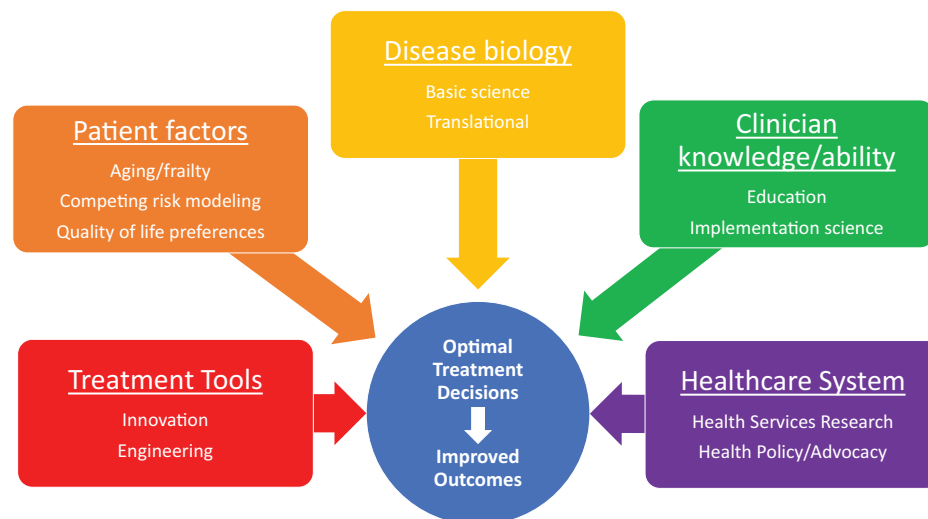 Disease biology
Basic science
Translational
Patient factors
Aging/frailty
Competing risk modeling
Quality of life preferences
Clinician
knowledge/ability
Education
Implementation science
Treatment Tools
Innovation
Engineering
Optimal
Treatment
Decisions
Improved
Outcomes
Healthcare System
Health Services Research
Health Policy/Advocacy